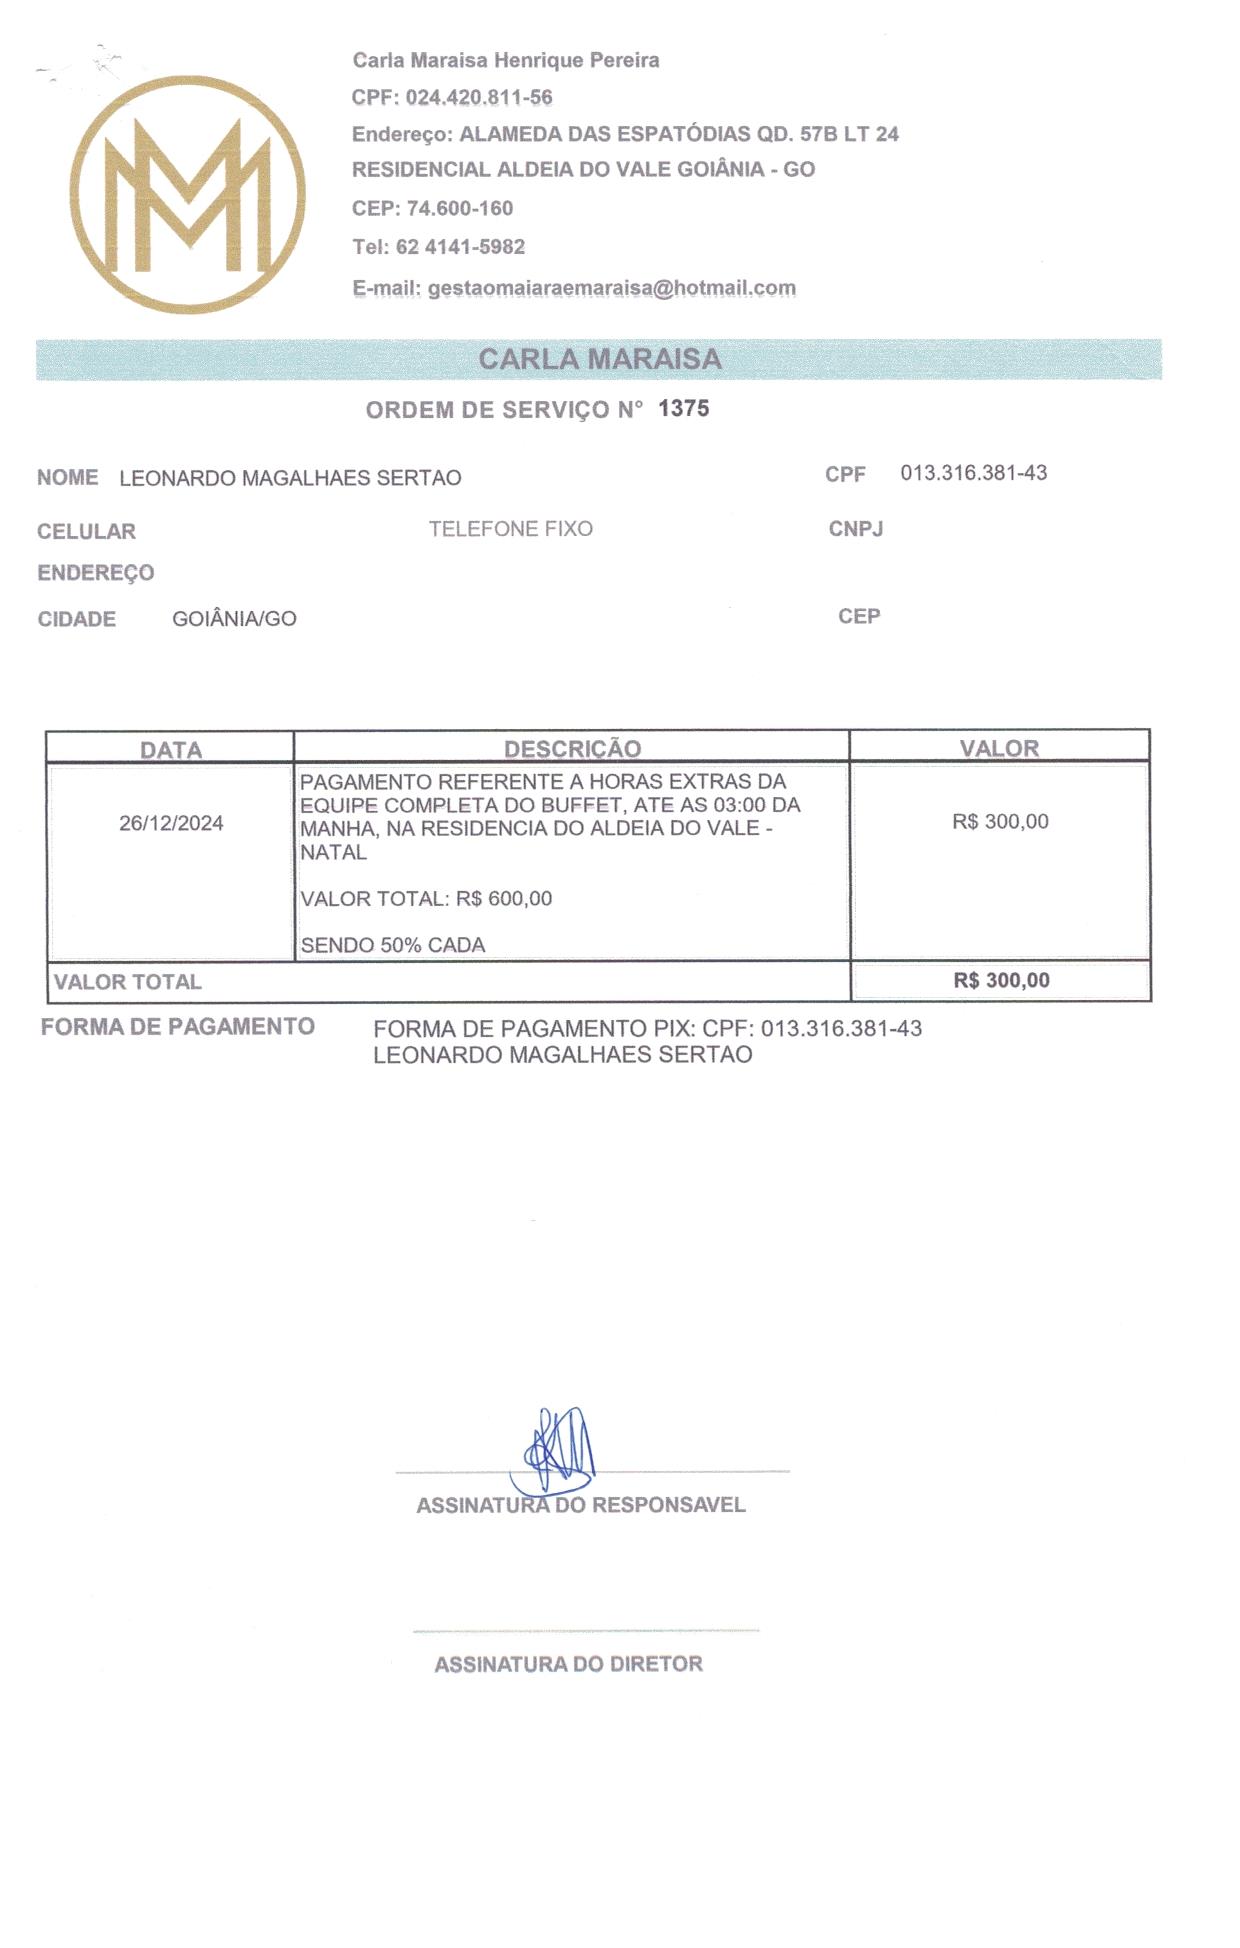 Carla Maraisa Henrique Pereira
CPF: 024.420.811-56
Endereço: ALAMEDA DAS ESPATÓDIAS QD. 57B LT 24
RESIDENCIAL ALDEIA DO VALE GOIÂNIA - GO
CEP: 74.600-160
Tel: 62 4141-5982
E-mail: gestaomaiaraemaraisa@hotmail.com
CARLA MARAISA
ORDEM DE SERVIÇO N° 1375
NOME LEONARDO MAGALHAES SERTAO CPF 013.316.381-43
CELULAR TELEFONE FIXO CNPJ
ENDEREÇO
CIDADE GOIÂNIA/GO CEP
DATA DESCRIÇÃO VALOR
PAGAMENTO REFERENTE A HORAS EXTRAS DA
EQUIPE COMPLETA DO BUFFET, ATE AS 03:00 DA
26/12/2024 MANHA, NA RESIDENCIA DO ALDEIA DO VALE - R$ 300,00
NATAL
VALOR TOTAL: R$ 600,00
SENDO 50% CADA
VALOR TOTAL R$ 300,00
FORMA DE PAGAMENTO FORMA DE PAGAMENTO PIX: CPF: 013.316.381-43
LEONARDO MAGALHAES SERTAO
ASSINATURA DO RESPONSAVEL
ASSINATURA DO DIRETOR